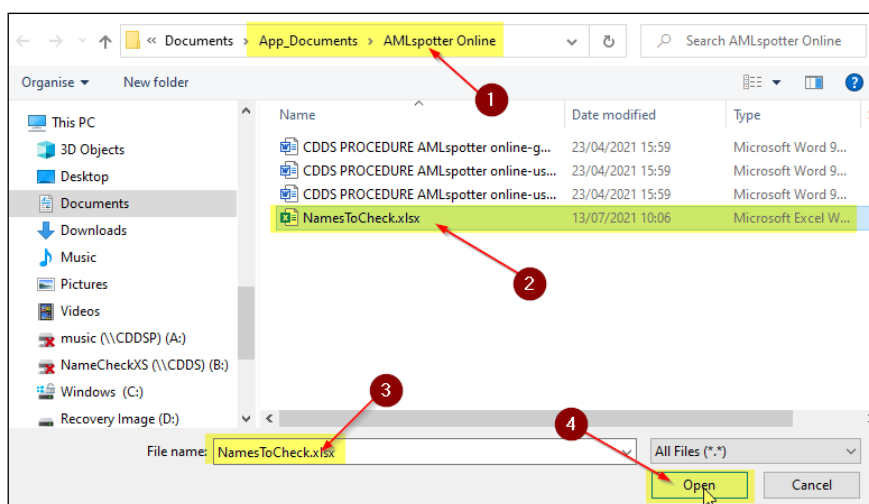 « Documents › App_Documents › AMLspotter Online
Search AMLspotter Online
Organise
New folder
1
Name
Date modified
Type
This PC
3D Objects
Desktop
Documents
Downloads
Music
Pictures
Videos
music (\\CDDSP) (A:)
NameCheckXS (\\CDDS) (B:)
Windows (C:)
Recovery Image (D:)
CDDS PROCEDURE AMLspotter online-g... 23/04/2021 15:59 Microsoft Word 9...
CDDS PROCEDURE AMLspotter online-us... 23/04/2021 15:59 Microsoft Word 9...
CDDS PROCEDURE AMLspotter online-us... 23/04/2021 15:59 Microsoft Word 9...
NamesToCheck.xlsx 13/07/2021 10:06 Microsoft Excel W...
2
3
4
File name: NamesToCheck.xlsx
All Files (*.*)
Open
Cancel